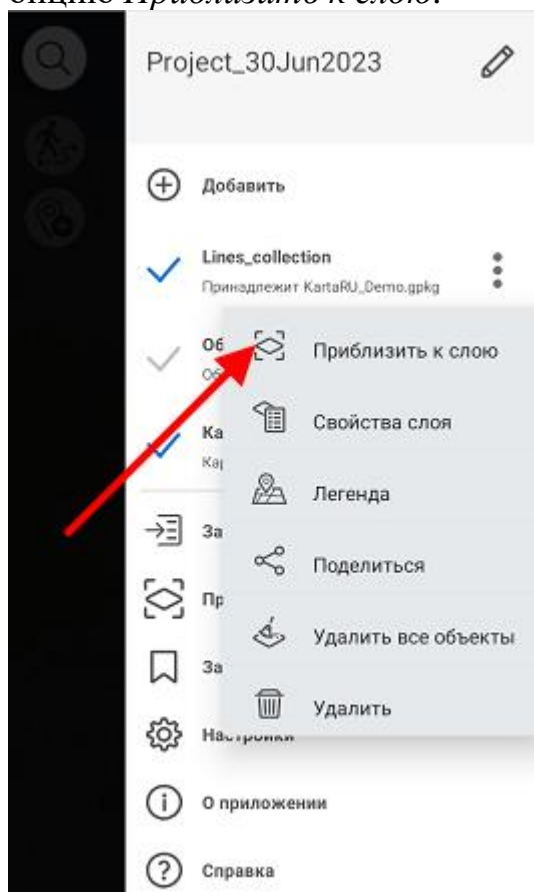 опцию Приблизить к слою.
Project_30Jun2023
Добавить
Lines_collection
Принадлежит KartaRU_Demo.gpkg
Приблизить к слою
Свойства слоя
Легенда
Поделиться
Удалить все объекты
Удалить
Настройки
О приложении
Справка